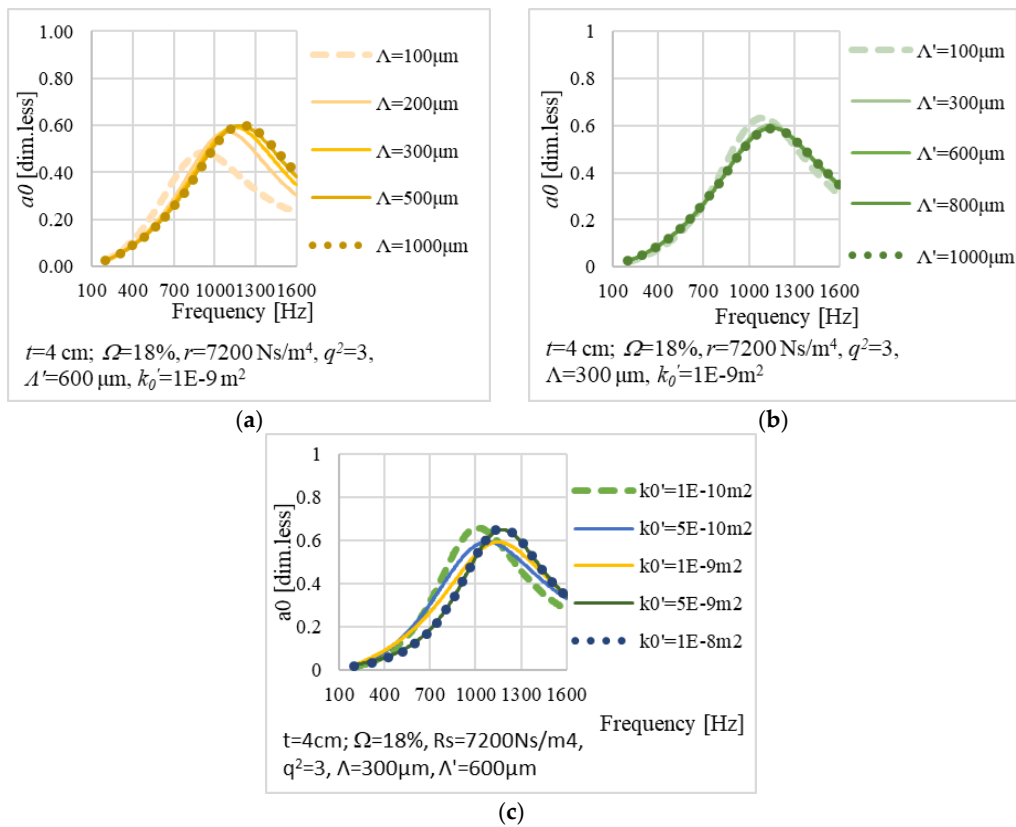 1.00
0.80
0.60
0.40
0.20
0.00
a0 [dim.less]
100 400 700 1000 1300 1600
Frequency [Hz]
Λ=100μm
Λ=200μm
Λ=300μm
Λ=500μm
Λ=1000μm
t=4 cm; Ω=18%, r=7200 Ns/m⁴, q²=3,
Λ'=600 μm, k₀'=1E-9 m²
(a)
1
0.8
0.6
0.4
0.2
0
a0 [dim.less]
100 400 700 1000 1300 1600
Frequency [Hz]
Λ'=100μm
Λ'=300μm
Λ'=600μm
Λ'=800μm
Λ'=1000μm
t=4 cm; Ω=18%, r=7200 Ns/m⁴, q²=3,
Λ=300 μm, k₀'=1E-9m²
(b)
1
0.8
0.6
0.4
0.2
0
a0 [dim.less]
100 400 700 1000 1300 1600
Frequency [Hz]
k0'=1E-10m2
k0'=5E-10m2
k0'=1E-9m2
k0'=5E-9m2
k0'=1E-8m2
t=4cm; Ω=18%, Rs=7200Ns/m4,
q²=3, Λ=300μm, Λ'=600μm
(c)